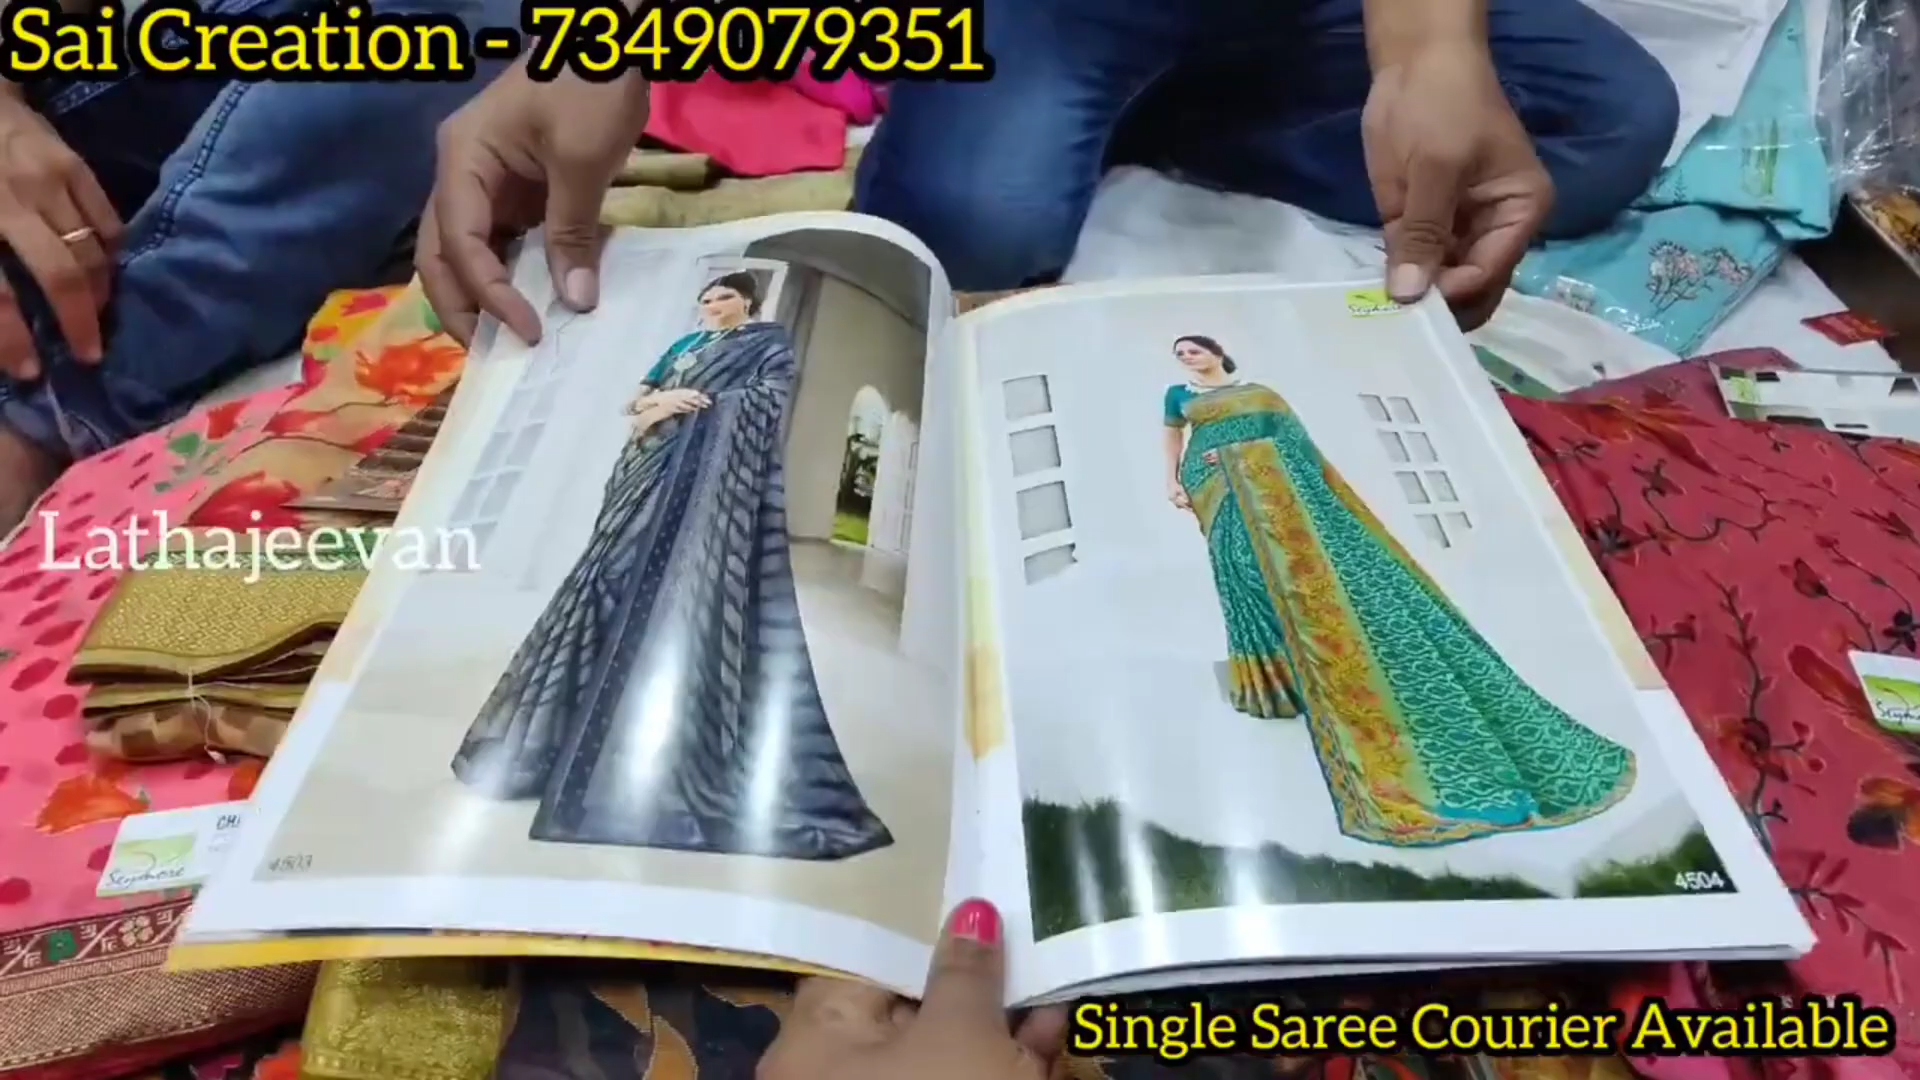 Sai Creation - 7349079351
Lathajeevan
4503
4504
Single Saree Courier Available